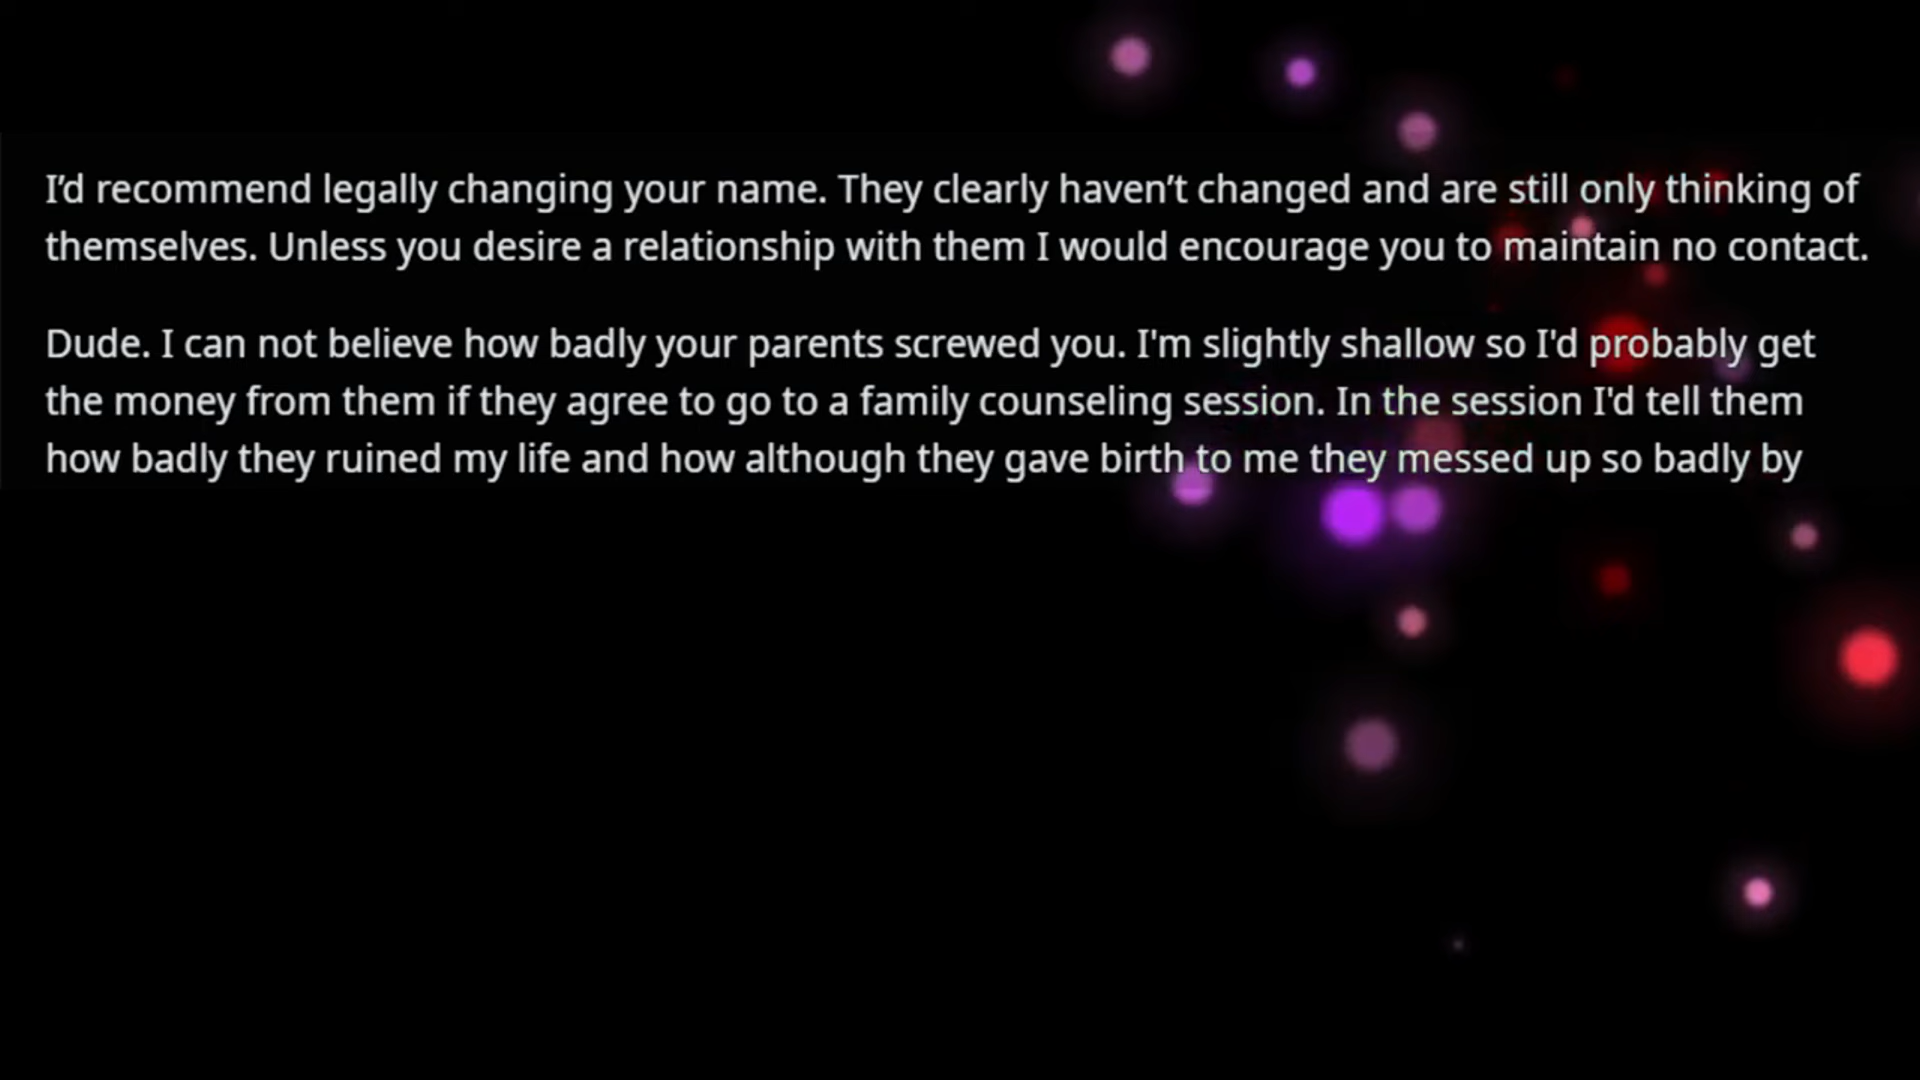 I’d recommend legally changing your name. They clearly haven’t changed and are still only thinking of
themselves. Unless you desire a relationship with them I would encourage you to maintain no contact.
Dude. I can not believe how badly your parents screwed you. I'm slightly shallow so I'd probably get
the money from them if they agree to go to a family counseling session. In the session I'd tell them
how badly they ruined my life and how although they gave birth to me they messed up so badly by